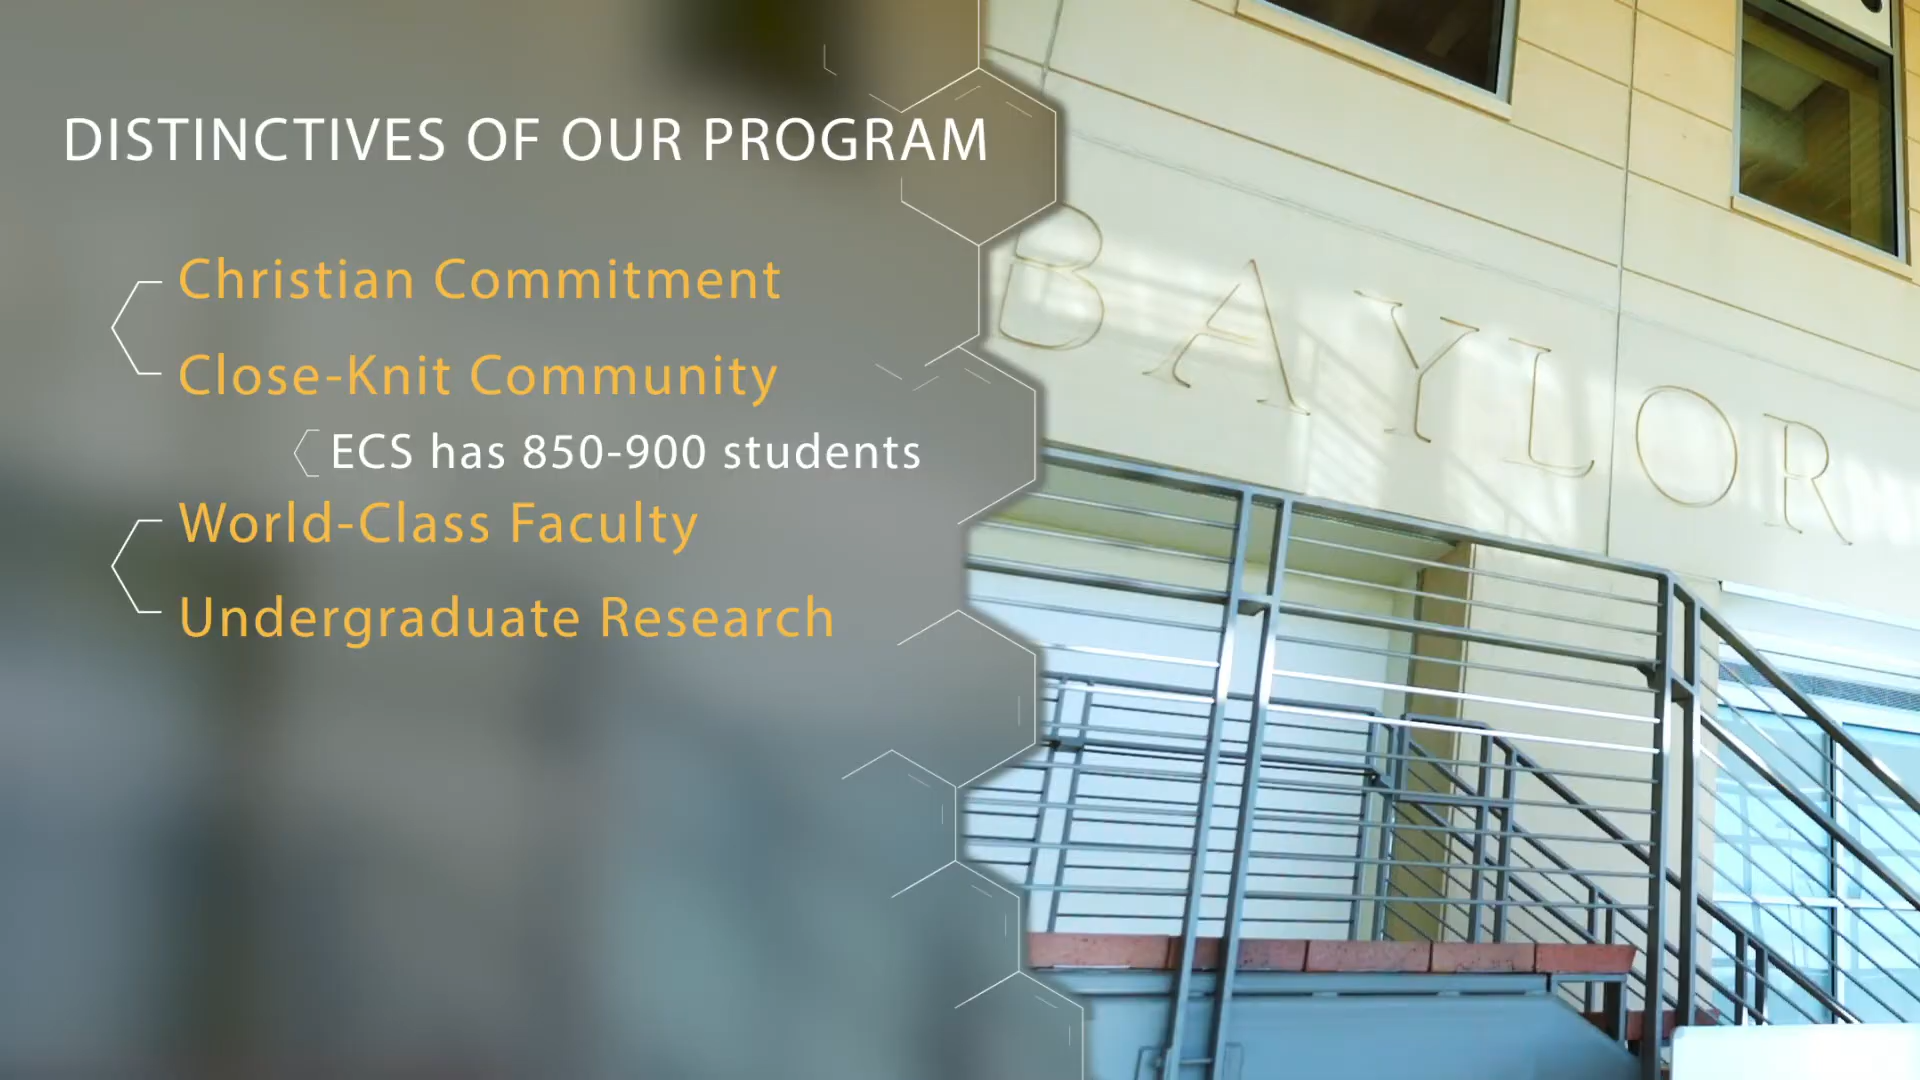 DISTINCTIVES OF OUR PROGRAM
Christian Commitment
Close-Knit Community
ECS has 850-900 students
World-Class Faculty
Undergraduate Research
BAYLOR